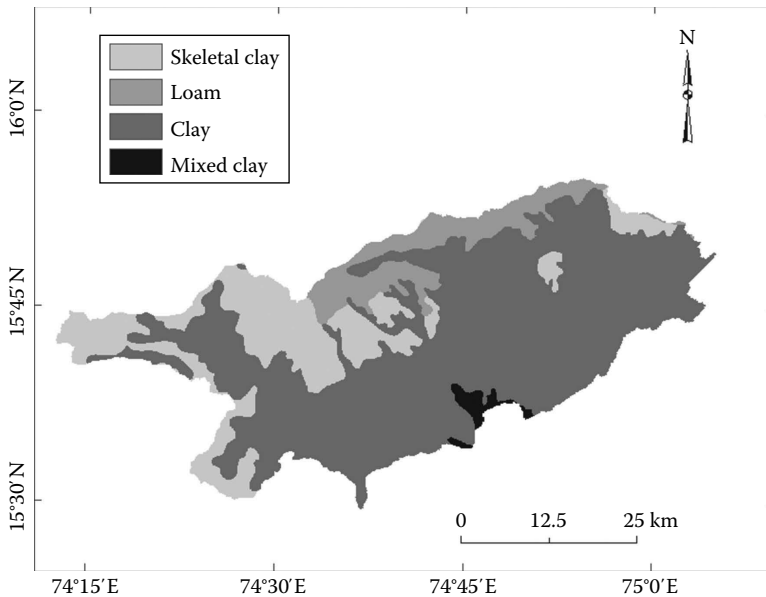 Skeletal clay
Loam
Clay
Mixed clay
N
16°0′N
15°45′N
15°30′N
0 12.5 25 km
74°15′E 74°30′E 74°45′E 75°0′E